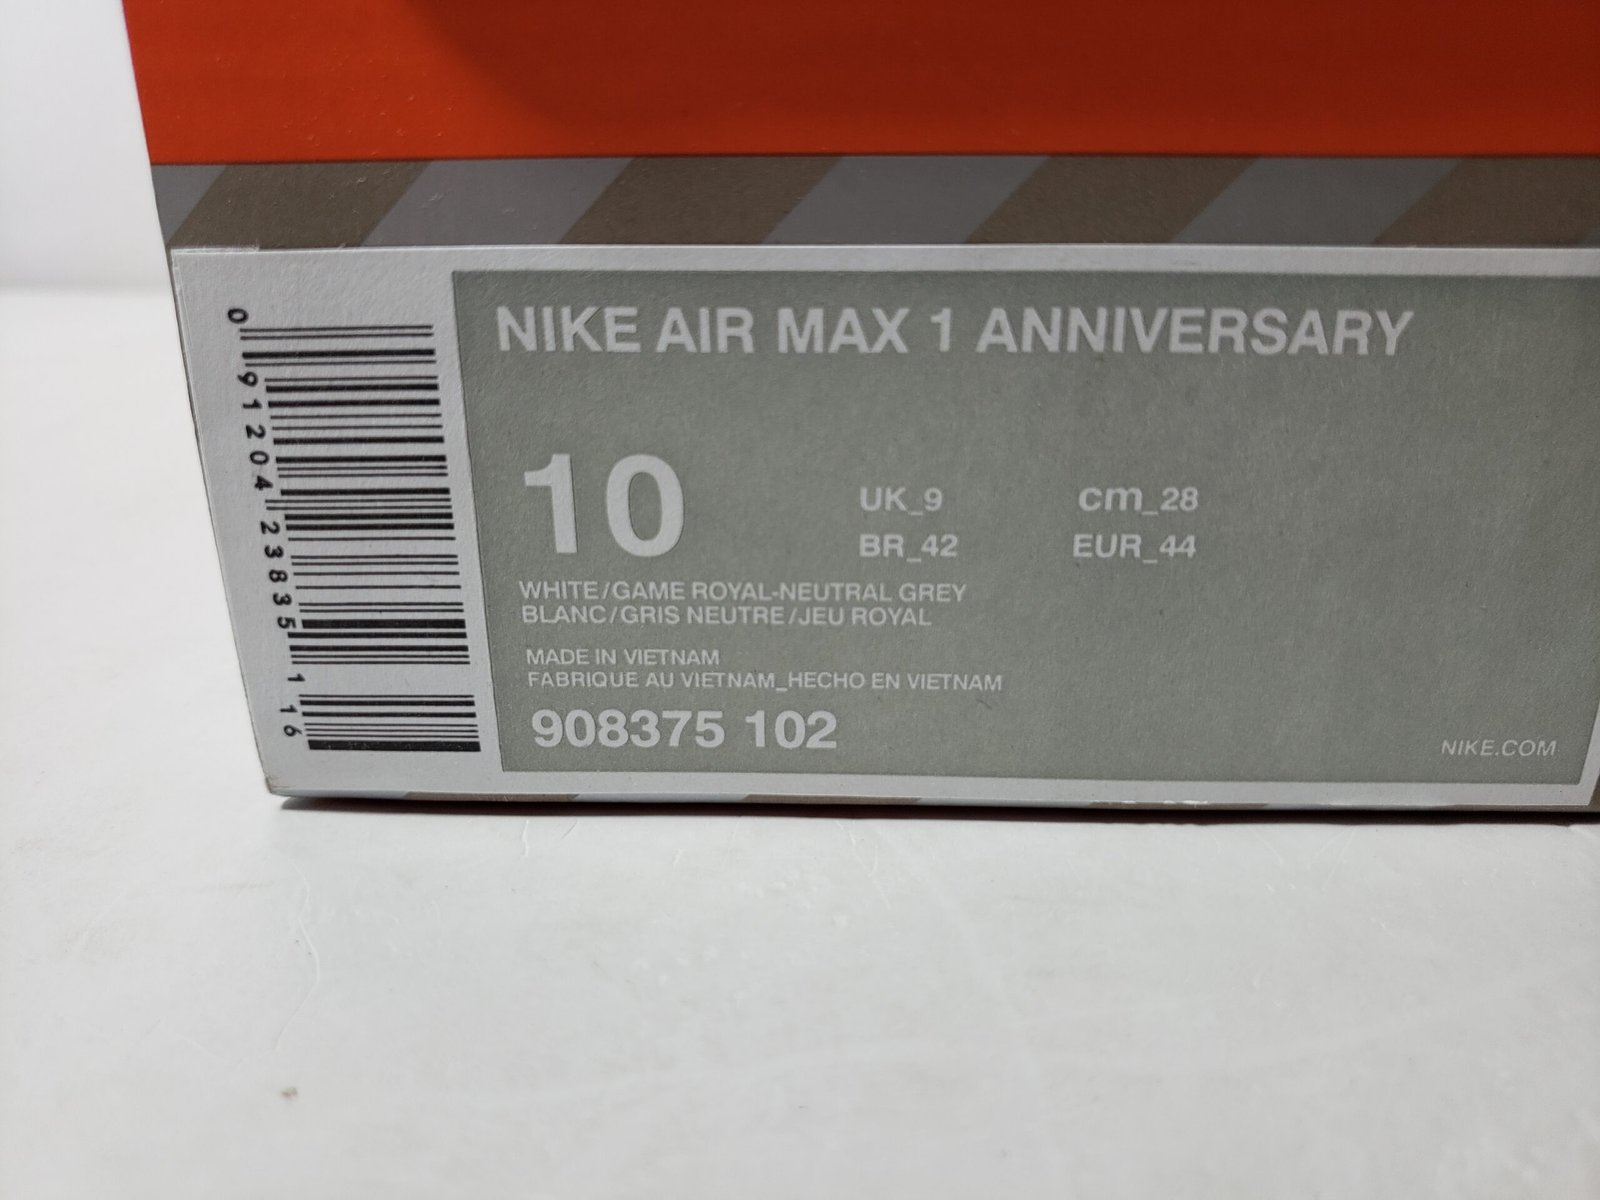 NIKE AIR MAX 1 ANNIVERSARY
10
UK_9
cm_28
BR_42
EUR_44
WHITE/GAME ROYAL-NEUTRAL GREY
BLANC/GRIS NEUTRE/JEU ROYAL
MADE IN VIETNAM
FABRIQUE AU VIETNAM_HECHO EN VIETNAM
908375 102
NIKE.COM
0 91204 23835 1 16